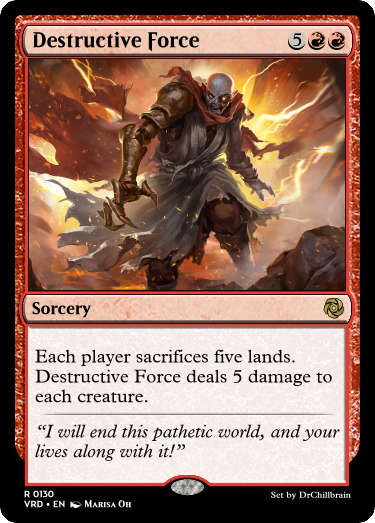 Destructive Force 5
Sorcery
Each player sacrifices five lands.
Destructive Force deals 5 damage to
each creature.
“I will end this pathetic world, and your
lives along with it!”
R 0130
VRD • EN Marisa Oh
Set by DrChillbrain